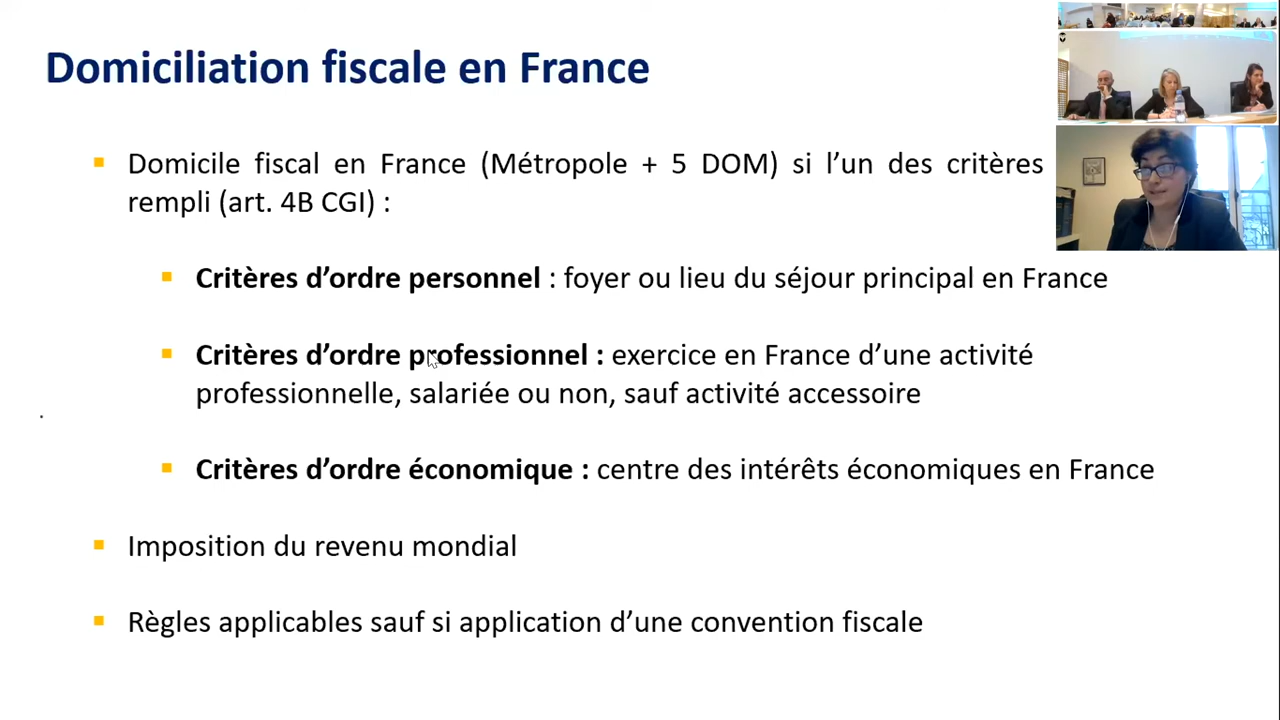 Domiciliation fiscale en France
Domicile fiscal en France (Métropole + 5 DOM) si l’un des critères
rempli (art. 4B CGI) :
Critères d’ordre personnel : foyer ou lieu du séjour principal en France
Critères d’ordre professionnel : exercice en France d’une activité
professionnelle, salariée ou non, sauf activité accessoire
Critères d’ordre économique : centre des intérêts économiques en France
Imposition du revenu mondial
Règles applicables sauf si application d’une convention fiscale